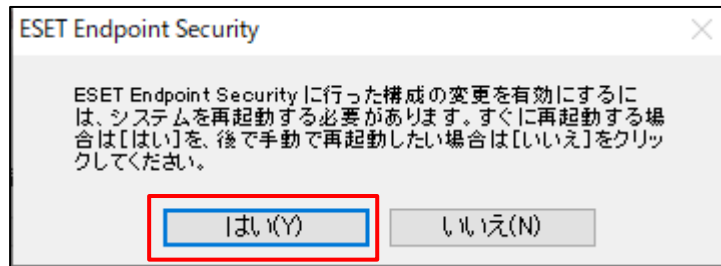 ESET Endpoint Security
ESET Endpoint Security に行った構成の変更を有効にするに
は、システムを再起動する必要があります。すぐに再起動する場
合は[はい]を、後で手動で再起動したい場合は[いいえ]をクリッ
クしてください。
はい(Y)
いいえ(N)